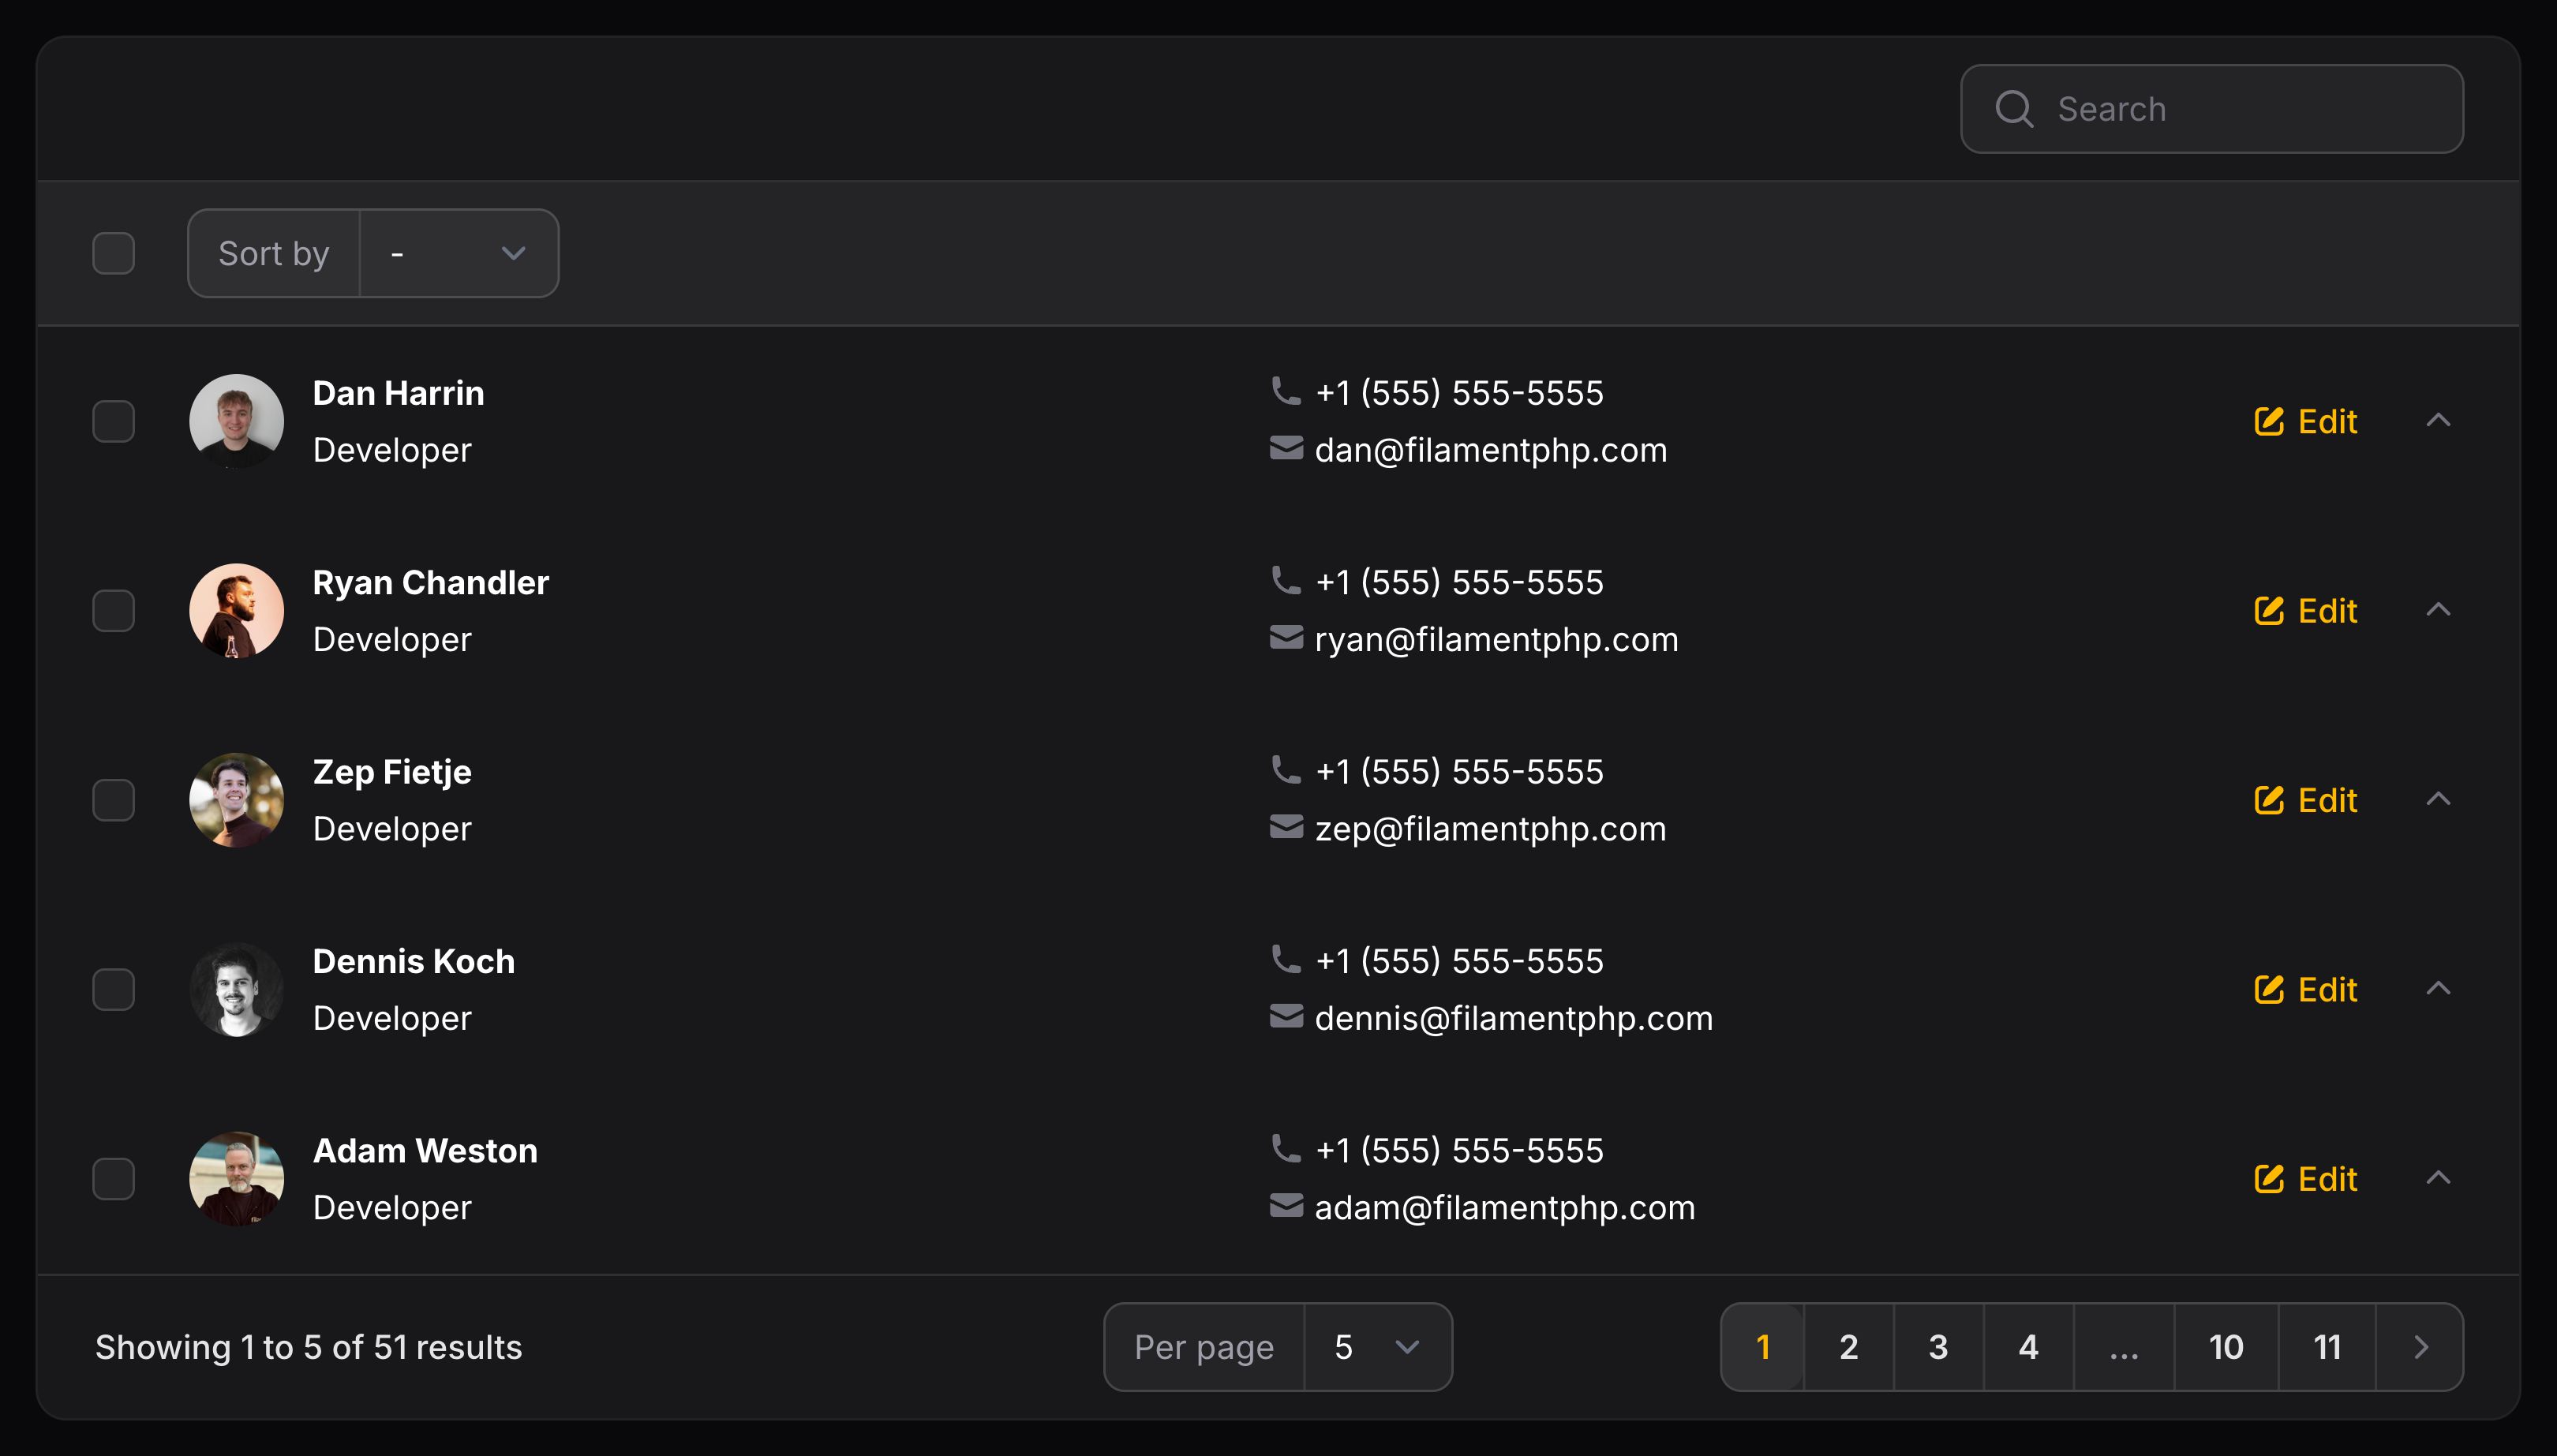 Search
Sort by -
Dan Harrin
Developer
+1 (555) 555-5555
dan@filamentphp.com
Edit
Ryan Chandler
Developer
+1 (555) 555-5555
ryan@filamentphp.com
Edit
Zep Fietje
Developer
+1 (555) 555-5555
zep@filamentphp.com
Edit
Dennis Koch
Developer
+1 (555) 555-5555
dennis@filamentphp.com
Edit
Adam Weston
Developer
+1 (555) 555-5555
adam@filamentphp.com
Edit
Showing 1 to 5 of 51 results
Per page 5
1 2 3 4 ... 10 11